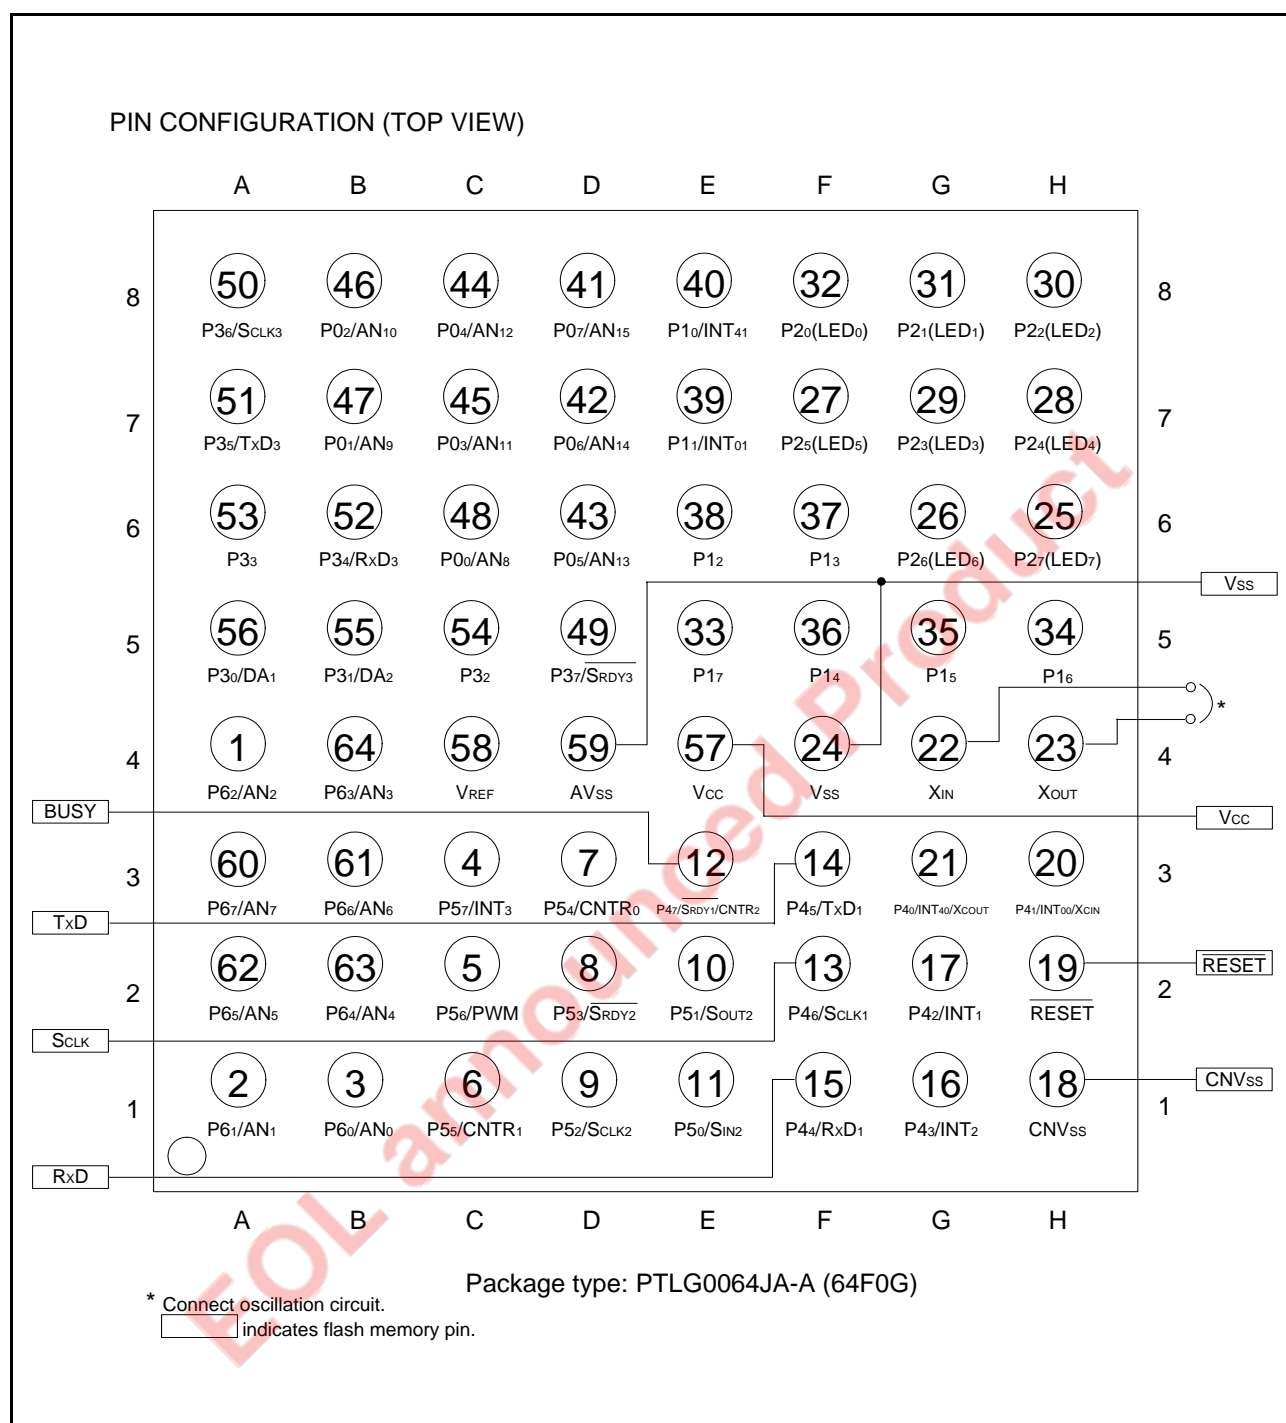 PIN CONFIGURATION (TOP VIEW)
A B C D E F G H
8 50 46 44 41 40 32 31 30 8
P36/SCLK3 P02/AN10 P04/AN12 P07/AN15 P10/INT41 P20(LED0) P21(LED1) P22(LED2)
7 51 47 45 42 39 27 29 28 7
P35/TxD3 P01/AN9 P03/AN11 P06/AN14 P11/INT01 P25(LED5) P23(LED3) P24(LED4)
6 53 52 48 43 38 37 26 25 6
P33 P34/RxD3 P00/AN8 P05/AN13 P12 P13 P26(LED6) P27(LED7)
Vss
5 56 55 54 49 33 36 35 34 5
P30/DA1 P31/DA2 P32 P37/SRDY3 P17 P14 P15 P16
*
4 1 64 58 59 57 24 22 23 4
P62/AN2 P63/AN3 VREF AVSS VCC VSS XIN XOUT
BUSY
Vcc
3 60 61 4 7 12 14 21 20 3
P67/AN7 P66/AN6 P57/INT3 P54/CNTR0 P47/SRDY1/CNTR2 P45/TxD1 P40/INT40/XCOUT P41/INT00/XCIN
TxD
2 62 63 5 8 10 13 17 19 2
RESET
P65/AN5 P64/AN4 P56/PWM P53/SRDY2 P51/SOUT2 P46/SCLK1 P42/INT1 RESET
SCLK
1 2 3 6 9 11 15 16 18 1
CNVss
P61/AN1 P60/AN0 P55/CNTR1 P52/SCLK2 P50/SIN2 P44/RxD1 P43/INT2 CNVSS
RxD
A B C D E F G H
Package type: PTLG0064JA-A (64F0G)
* Connect oscillation circuit.
indicates flash memory pin.
EOL announced Product